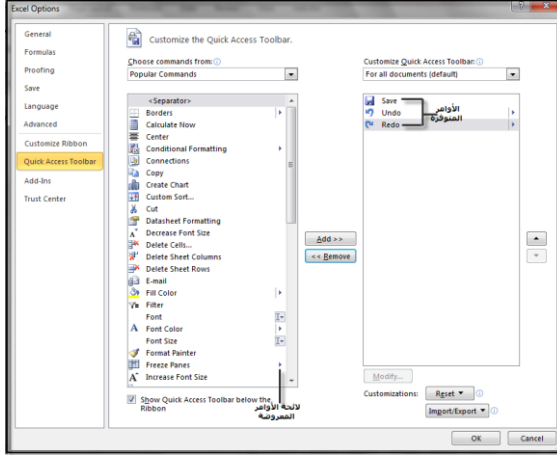 Excel Options
General
Formulas
Proofing
Save
Language
Advanced
Customize Ribbon
Quick Access Toolbar
Add-Ins
Trust Center
Customize the Quick Access Toolbar.
Choose commands from:
Popular Commands
<Separator>
Borders
Calculate Now
Center
Conditional Formatting
Connections
Copy
Create Chart
Custom Sort...
Cut
Datasheet Formatting
Decrease Font Size
Delete Cells...
Delete Sheet Columns
Delete Sheet Rows
E-mail
Fill Color
Filter
Font
Font Color
Font Size
Format Painter
Freeze Panes
Increase Font Size
Show Quick Access Toolbar below the
Ribbon
لائحة الأوامر
المعروضة
Add >>
<< Remove
Customize Quick Access Toolbar:
For all documents (default)
Save
Undo
Redo
الأوامر
المتوفرة
Modify...
Customizations:
Reset
Import/Export
OK
Cancel